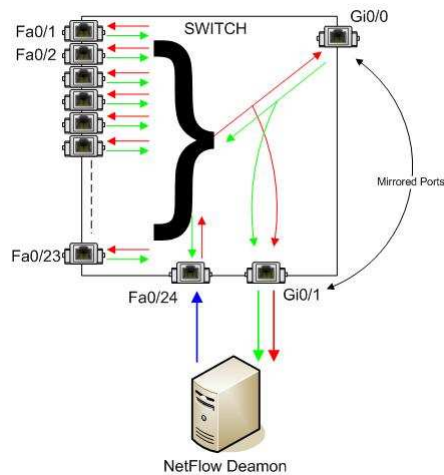 SWITCH
Gi0/0
Fa0/1
Fa0/2
Mirrored Ports
Fa0/23
Fa0/24
Gi0/1
NetFlow Deamon